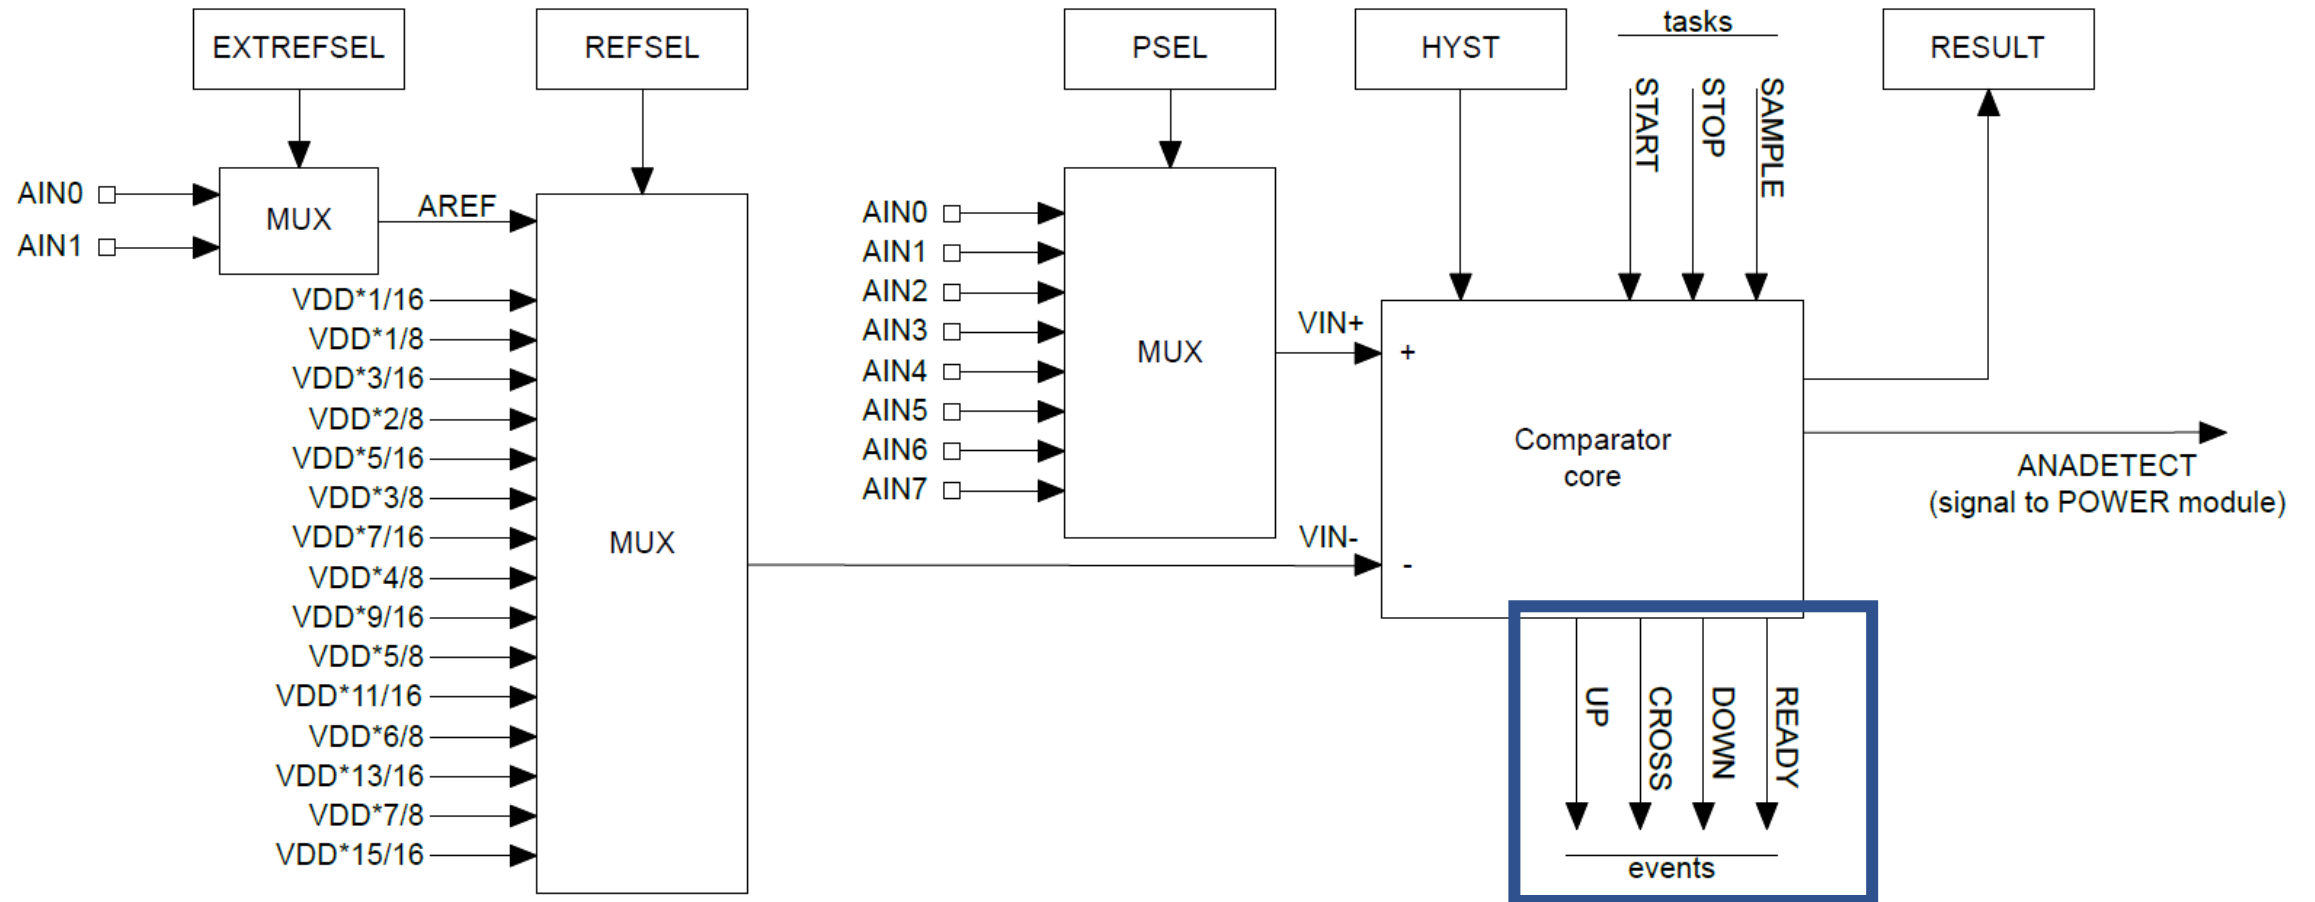 EXTREFSEL
REFSEL
PSEL
HYST
tasks
START
STOP
SAMPLE
RESULT
AIN0
AIN1
MUX
AREF
VDD*1/16
VDD*1/8
VDD*3/16
VDD*2/8
VDD*5/16
VDD*3/8
VDD*7/16
VDD*4/8
VDD*9/16
VDD*5/8
VDD*11/16
VDD*6/8
VDD*13/16
VDD*7/8
VDD*15/16
MUX
AIN0
AIN1
AIN2
AIN3
AIN4
AIN5
AIN6
AIN7
MUX
VIN+
VIN-
+
-
Comparator
core
ANADETECT
(signal to POWER module)
UP
CROSS
DOWN
READY
events